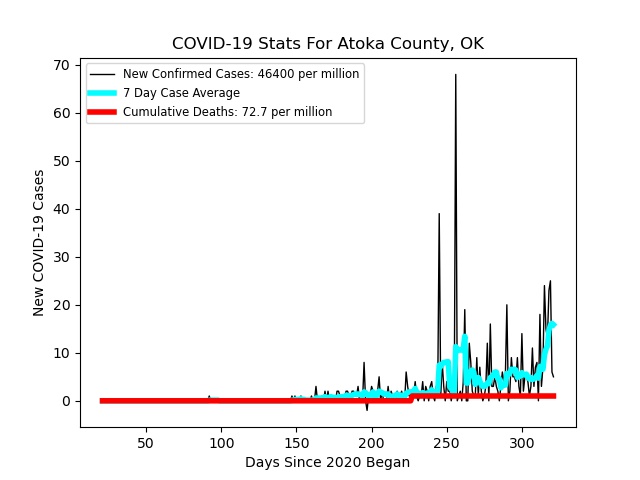 COVID-19 Stats For Atoka County, OK
New Confirmed Cases: 46400 per million
7 Day Case Average
Cumulative Deaths: 72.7 per million
New COVID-19 Cases
70
60
50
40
30
20
10
0
50 100 150 200 250 300
Days Since 2020 Began